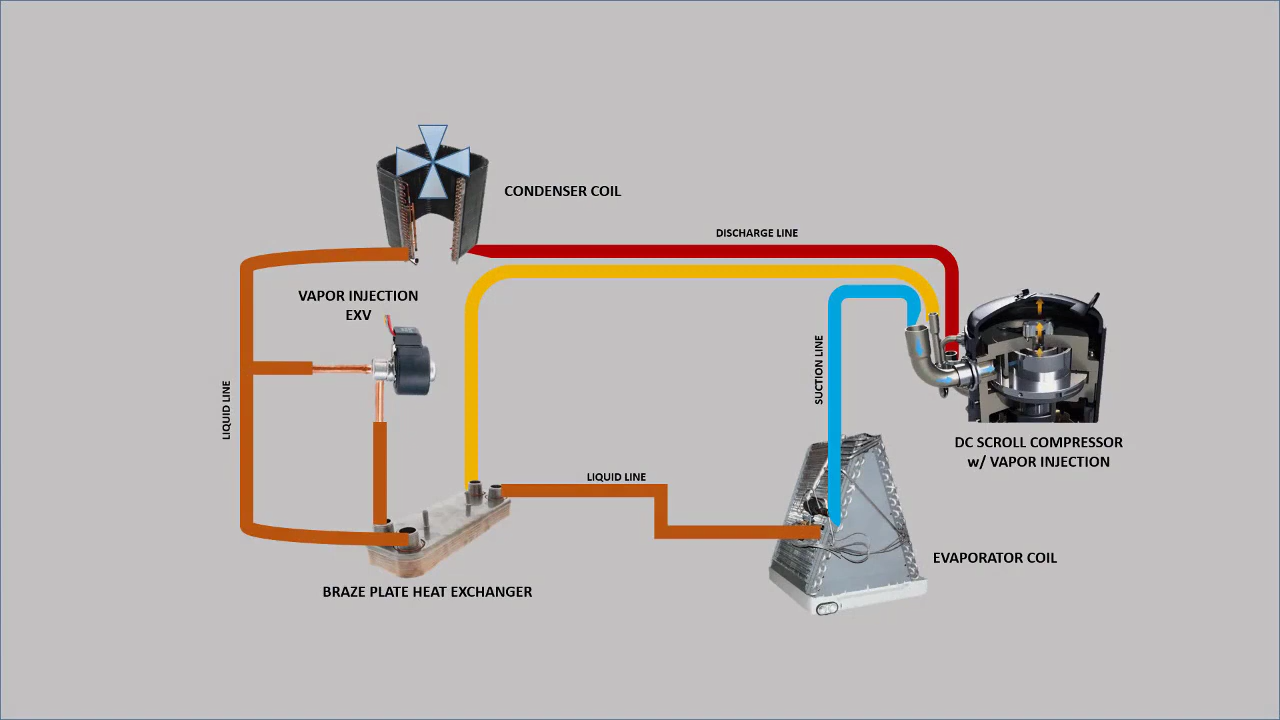 CONDENSER COIL
DISCHARGE LINE
VAPOR INJECTION
EXV
SUCTION LINE
LIQUID LINE
DC SCROLL COMPRESSOR
w/ VAPOR INJECTION
LIQUID LINE
EVAPORATOR COIL
BRAZE PLATE HEAT EXCHANGER